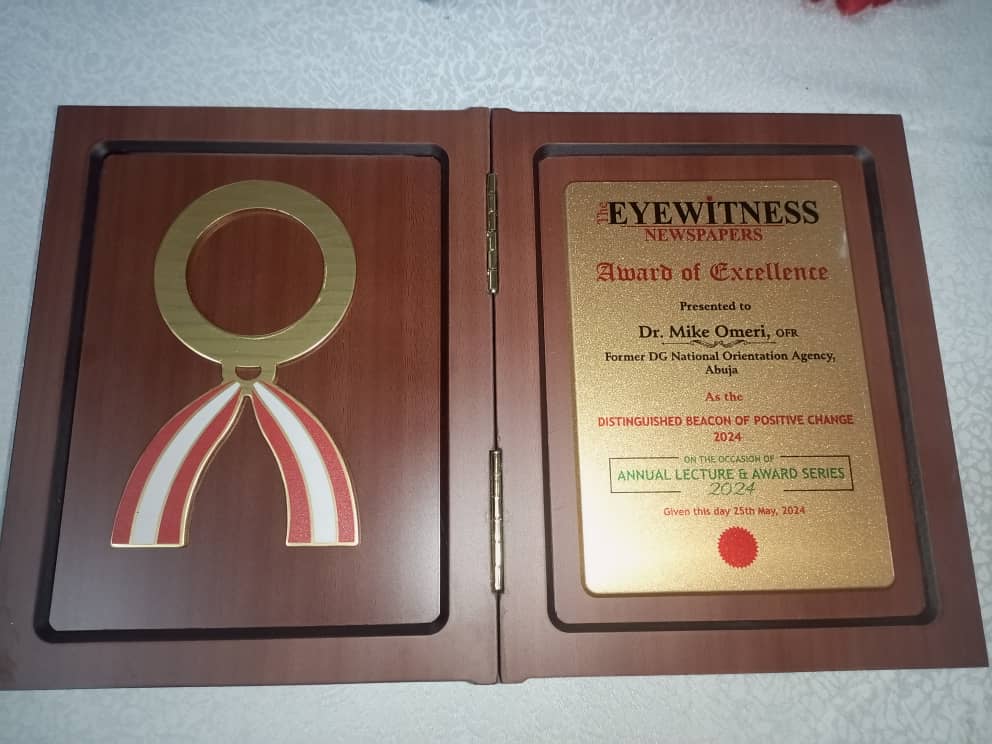 The EYEWiTNESS
NEWSPAPERS
Award of Excellence
Presented to
Dr. Mike Omeri, OFR
Former DG National Orientation Agency,
Abuja
As the
DISTINGUISHED BEACON OF POSITIVE CHANGE
2024
ON THE OCCASION OF
ANNUAL LECTURE & AWARD SERIES
2024
Given this day 25th May, 2024